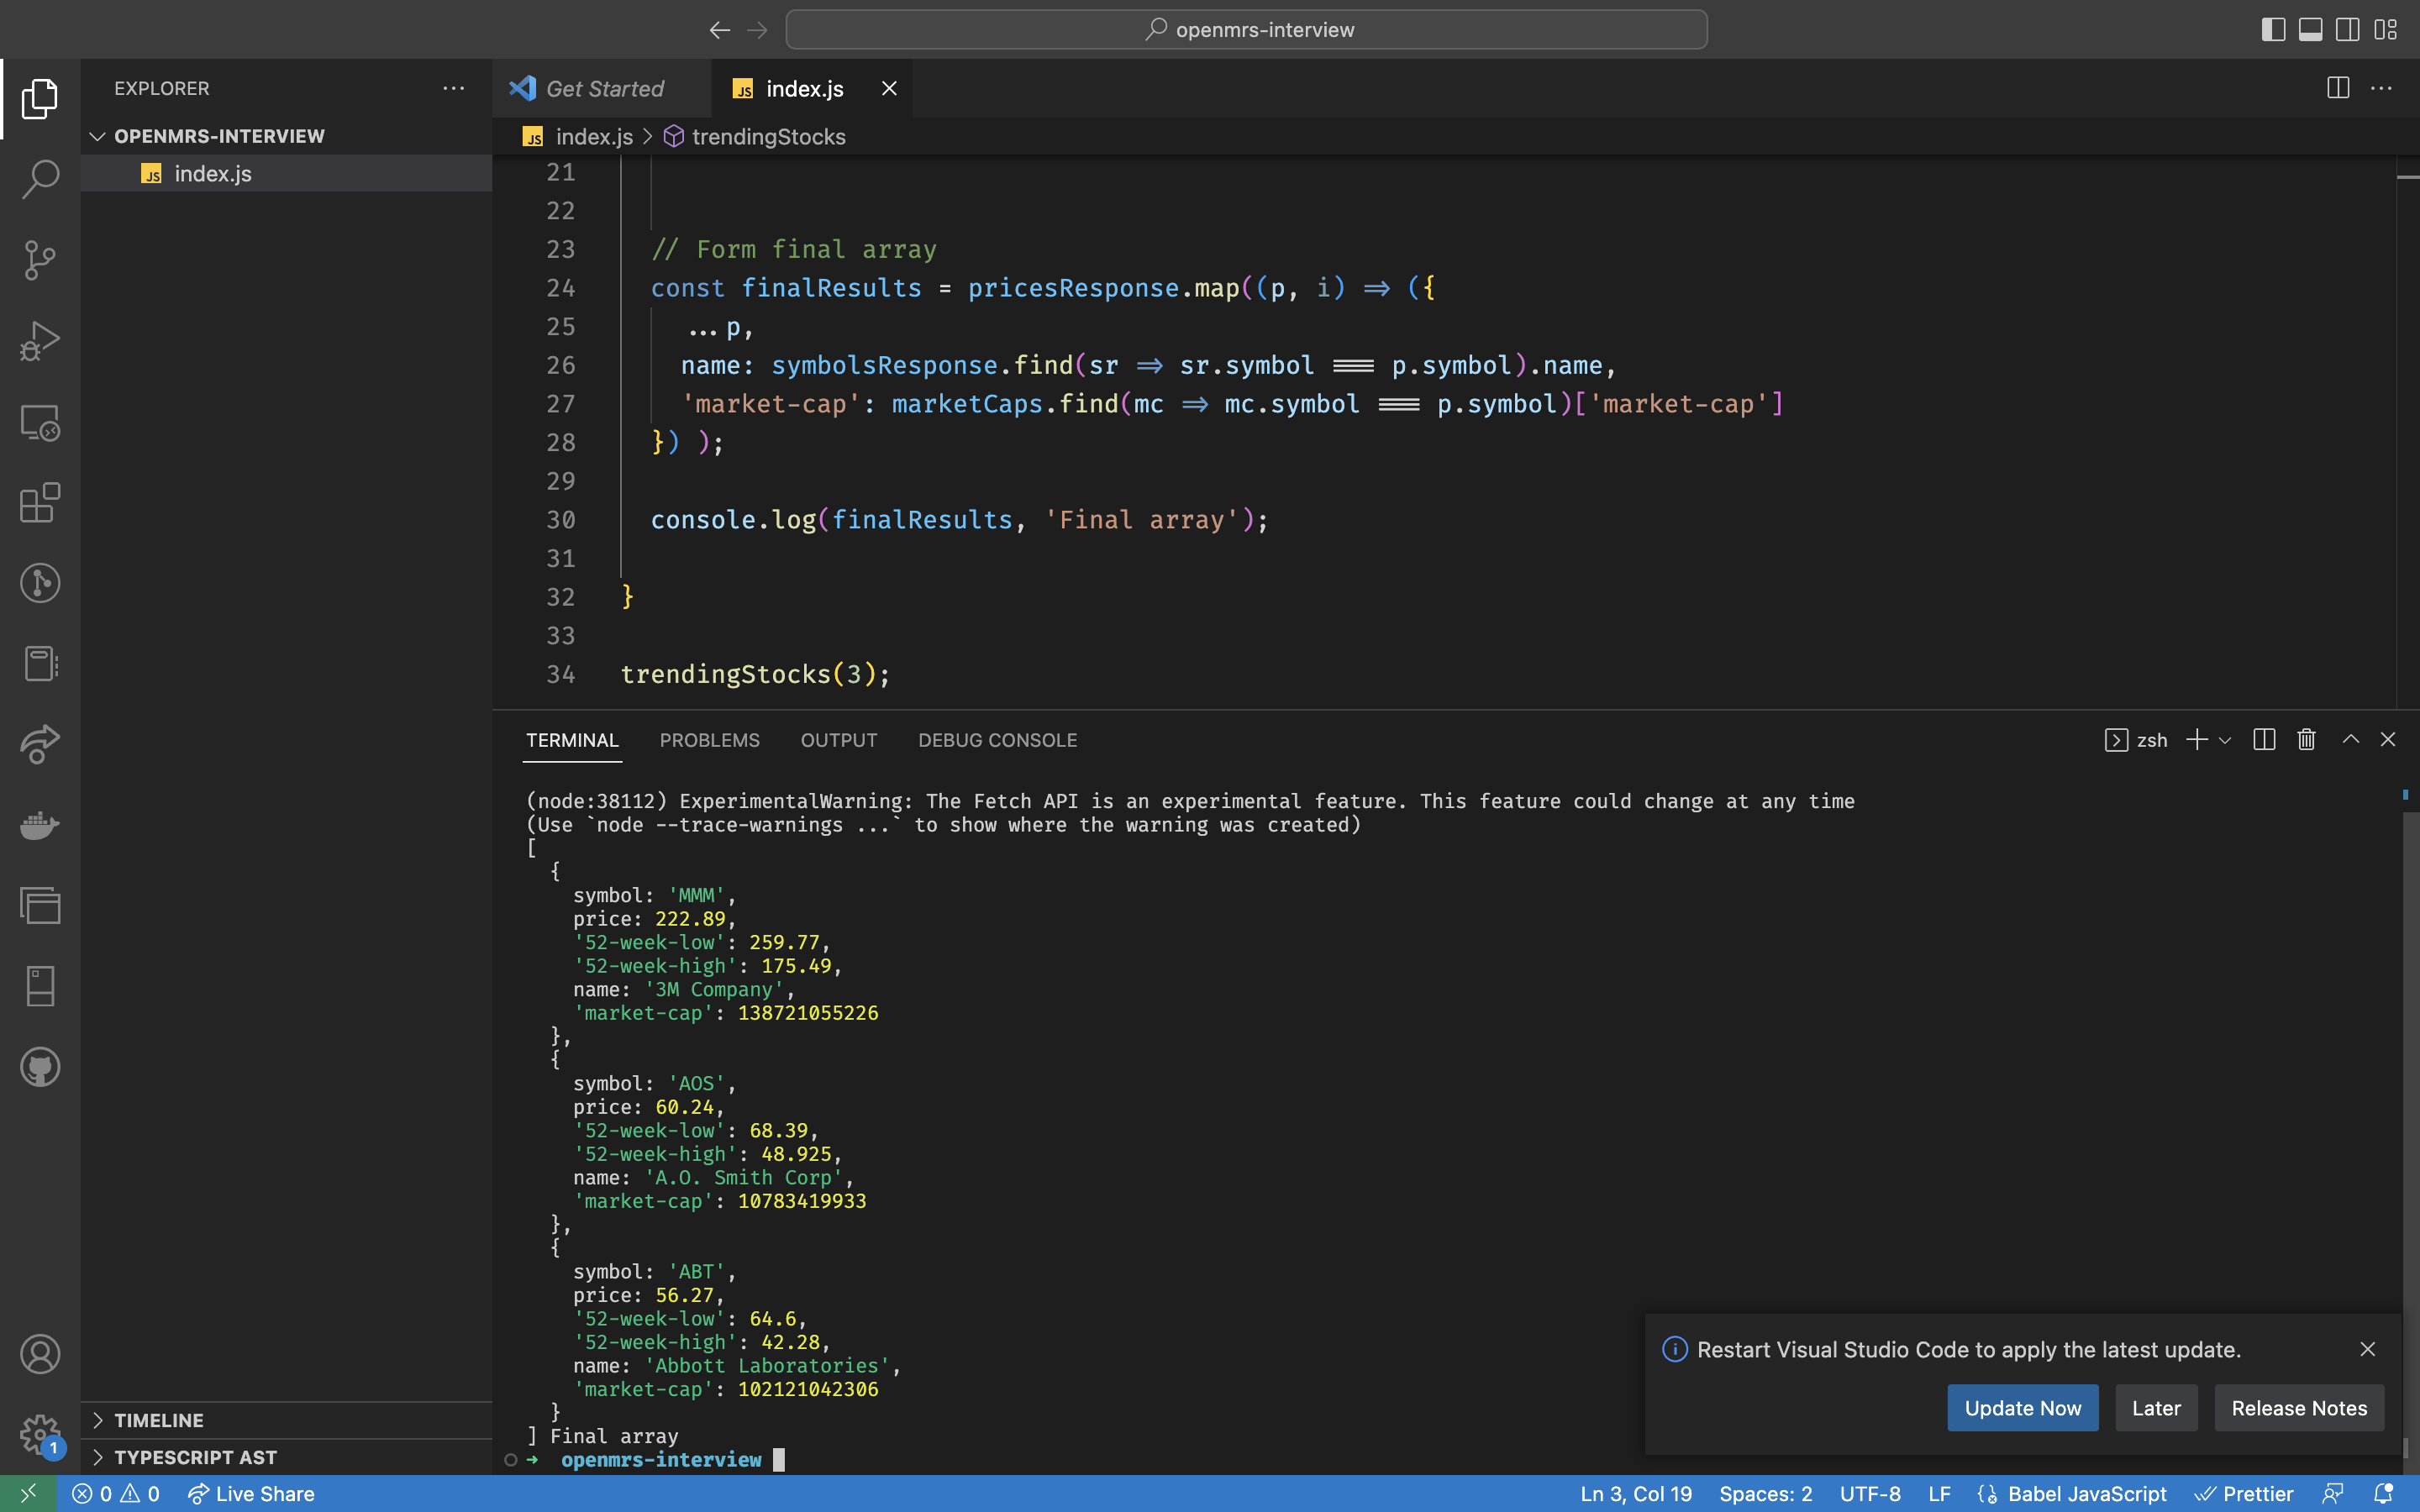 openmrs-interview
EXPLORER
OPENMRS-INTERVIEW
JS index.js
TIMELINE
TYPESCRIPT AST
1
Get Started
JS index.js
JS index.js > trendingStocks
21
22
23 // Form final array
24 const finalResults = pricesResponse.map((p, i) => ({
25 ...p,
26 name: symbolsResponse.find(sr => sr.symbol === p.symbol).name,
27 'market-cap': marketCaps.find(mc => mc.symbol === p.symbol)['market-cap']
28 }) );
29
30 console.log(finalResults, 'Final array');
31
32 }
33
34 trendingStocks(3);
TERMINAL PROBLEMS OUTPUT DEBUG CONSOLE
zsh
(node:38112) ExperimentalWarning: The Fetch API is an experimental feature. This feature could change at any time
(Use `node --trace-warnings ...` to show where the warning was created)
[
{
symbol: 'MMM',
price: 222.89,
'52-week-low': 259.77,
'52-week-high': 175.49,
name: '3M Company',
'market-cap': 138721055226
},
{
symbol: 'AOS',
price: 60.24,
'52-week-low': 68.39,
'52-week-high': 48.925,
name: 'A.O. Smith Corp',
'market-cap': 10783419933
},
{
symbol: 'ABT',
price: 56.27,
'52-week-low': 64.6,
'52-week-high': 42.28,
name: 'Abbott Laboratories',
'market-cap': 102121042306
}
] Final array
➜ openmrs-interview
Restart Visual Studio Code to apply the latest update.
Update Now Later Release Notes
0 0 Live Share
Ln 3, Col 19 Spaces: 2 UTF-8 LF Babel JavaScript Prettier